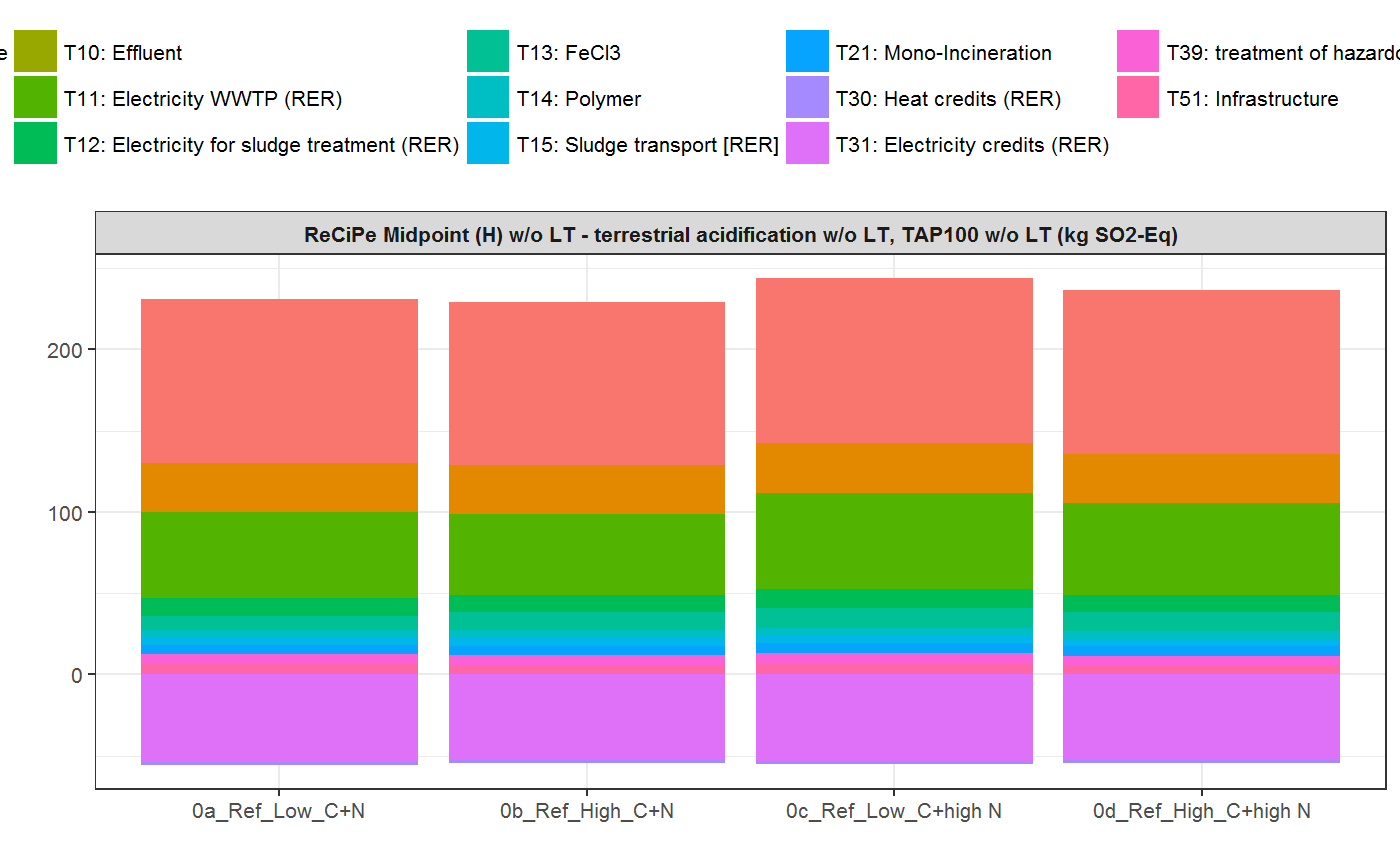 e T10: Effluent T13: FeCl3 T21: Mono-Incineration T39: treatment of hazardo
T11: Electricity WWTP (RER) T14: Polymer T30: Heat credits (RER) T51: Infrastructure
T12: Electricity for sludge treatment (RER) T15: Sludge transport [RER] T31: Electricity credits (RER)
ReCiPe Midpoint (H) w/o LT - terrestrial acidification w/o LT, TAP100 w/o LT (kg SO2-Eq)
200
100
0
0a_Ref_Low_C+N 0b_Ref_High_C+N 0c_Ref_Low_C+high N 0d_Ref_High_C+high N